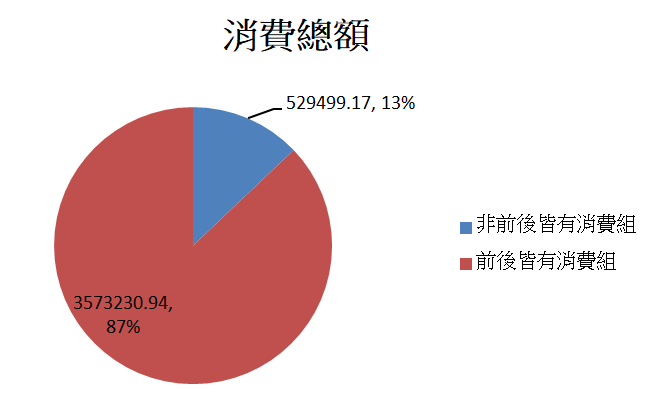 消費總額
529499.17, 13%
非前後皆有消費組
前後皆有消費組
3573230.94,
87%